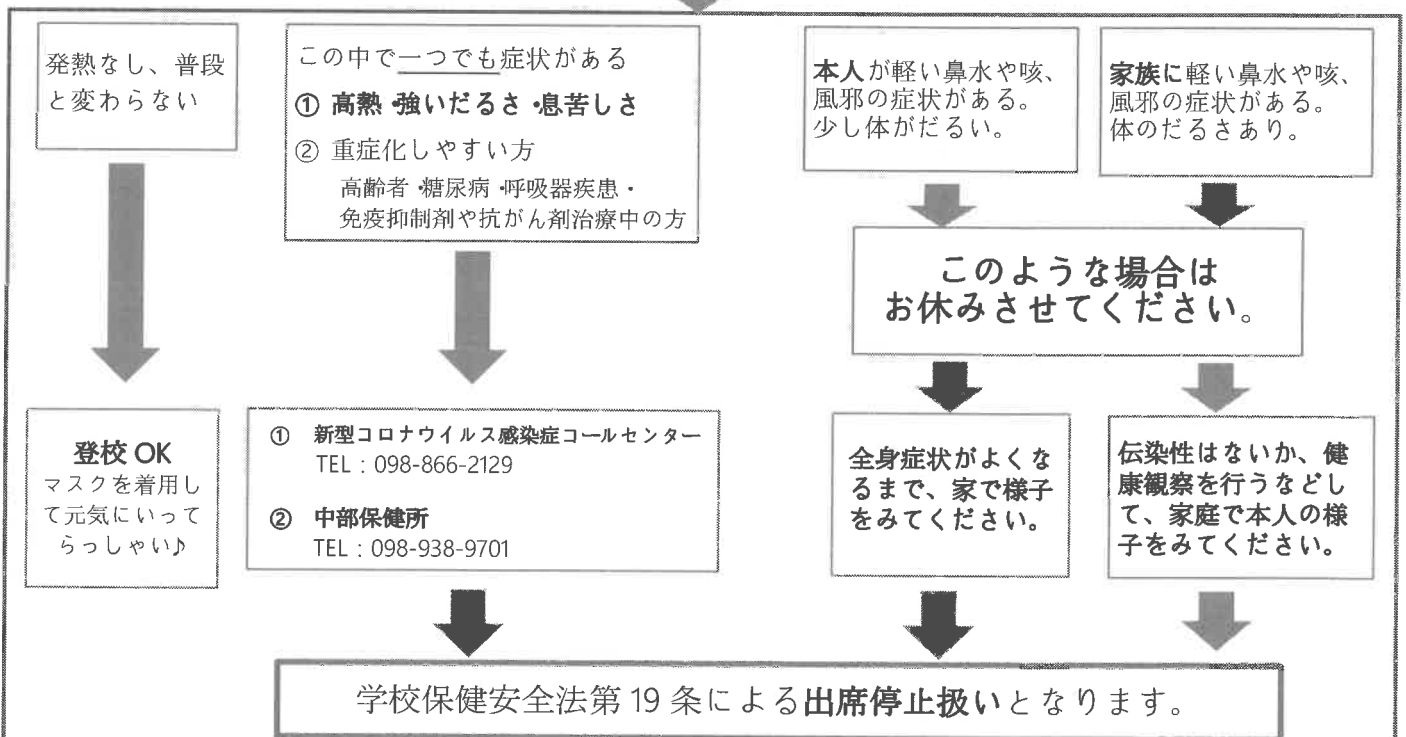 発熱なし、普段
と変わらない
この中で一つでも症状がある
① 高熱・強いだるさ・息苦しさ
② 重症化しやすい方
高齢者・糖尿病・呼吸器疾患・
免疫抑制剤や抗がん剤治療中の方
本人が軽い鼻水や咳、
風邪の症状がある。
少し体がだるい。
家族に軽い鼻水や咳、
風邪の症状がある。
体のだるさあり。
このような場合は
お休みさせてください。
登校 OK
マスクを着用し
て元気にいって
らっしゃい♪
① 新型コロナウイルス感染症コールセンター
TEL：098-866-2129
② 中部保健所
TEL：098-938-9701
全身症状がよくな
るまで、家で様子
をみてください。
伝染性はないか、健
康観察を行うなどし
て、家庭で本人の様
子をみてください。
学校保健安全法第 19 条による出席停止扱いとなります。